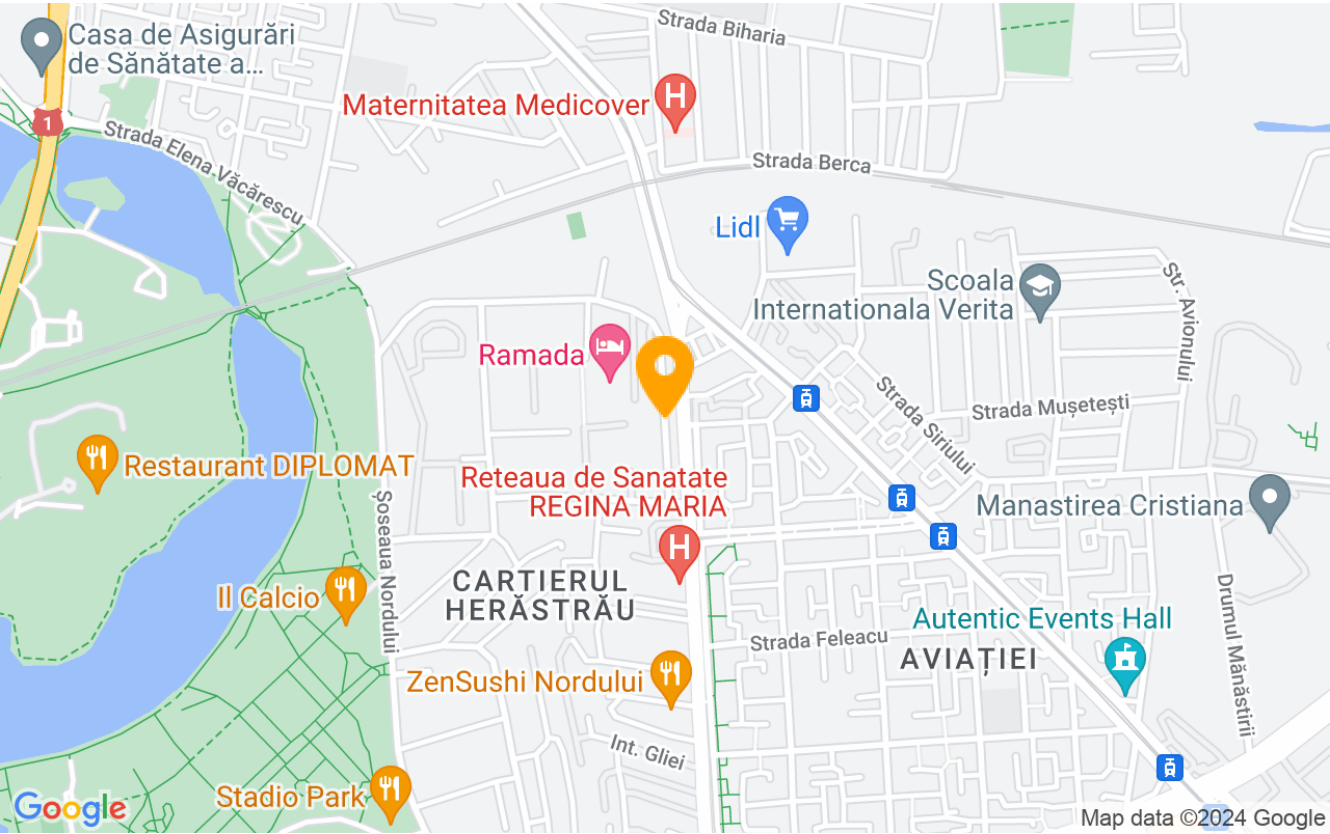 Strada Biharia
Casa de Asigurări
de Sănătate a...
Maternitatea Medicover
1
Strada Elena Văcărescu
Strada Berca
Lidl
Scoala
Internationala Verita
Str. Avionului
Ramada
Strada Siriului
Strada Mușetești
Restaurant DIPLOMAT
Reteaua de Sanatate
REGINA MARIA
Manastirea Cristiana
Șoseaua Nordului
CARTIERUL
HERĂSTRĂU
Il Calcio
Autentic Events Hall
Strada Feleacu
AVIAȚIEI
Drumul Mănăstirii
ZenSushi Nordului
Int. Gliei
Stadio Park
Google
Map data ©2024 Google